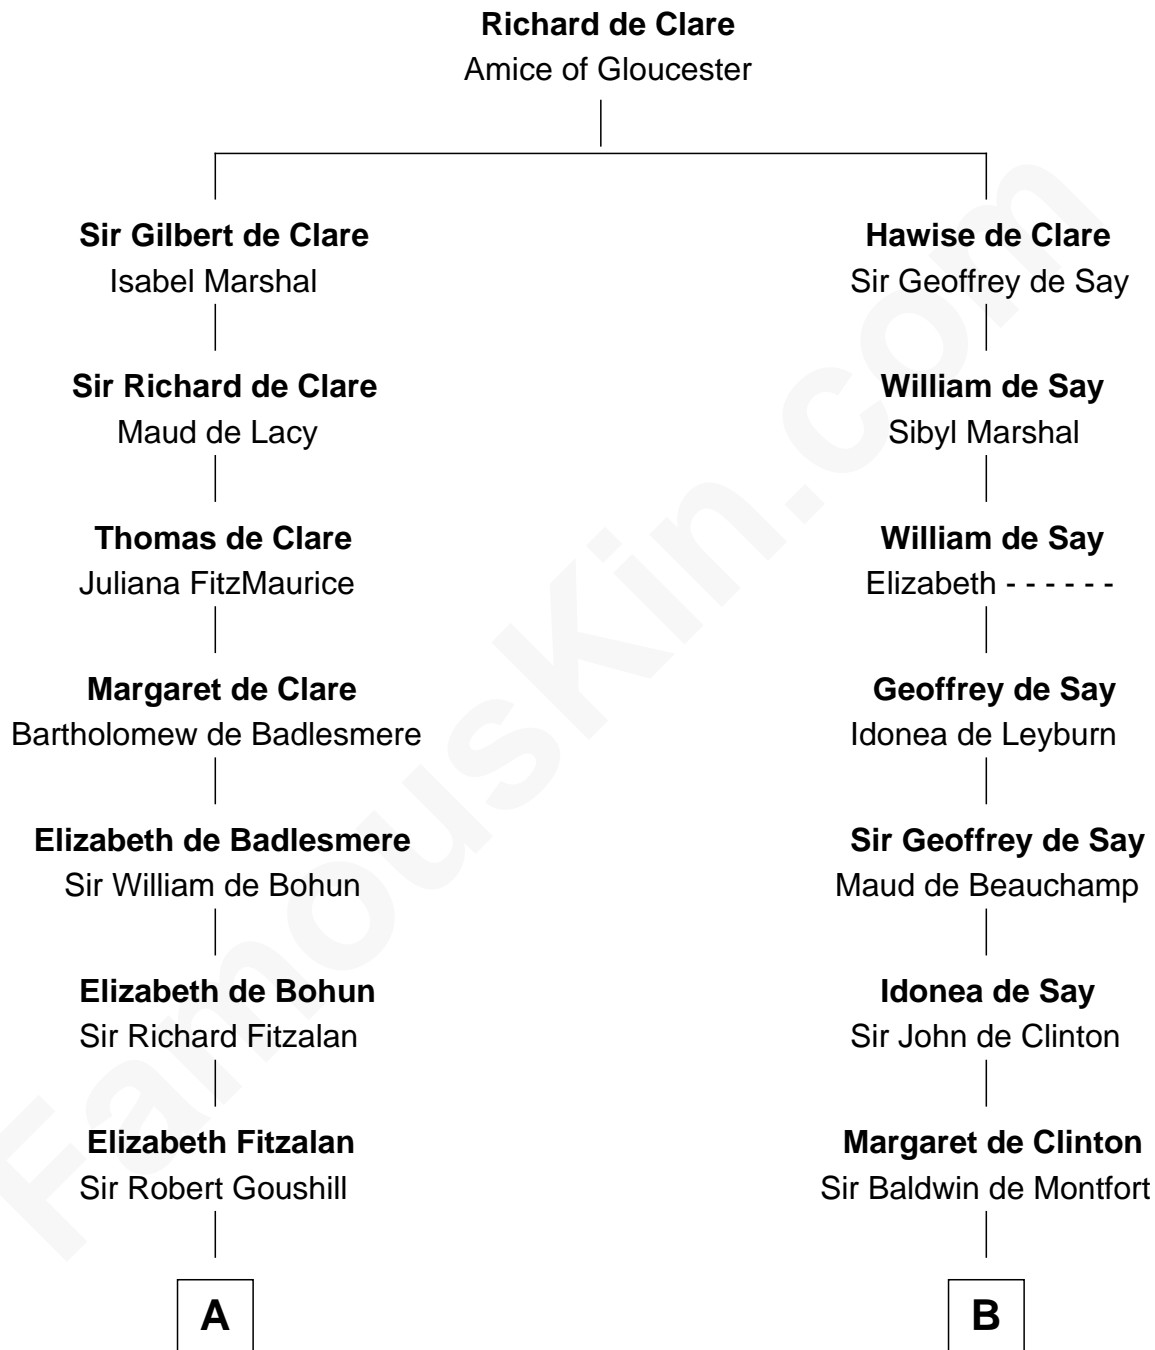 Richard de Clare
Amice of Gloucester
Sir Gilbert de Clare
Isabel Marshal
Sir Richard de Clare
Maud de Lacy
Thomas de Clare
Juliana FitzMaurice
Margaret de Clare
Bartholomew de Badlesmere
Elizabeth de Badlesmere
Sir William de Bohun
Elizabeth de Bohun
Sir Richard Fitzalan
Elizabeth Fitzalan
Sir Robert Goushill
A
Hawise de Clare
Sir Geoffrey de Say
William de Say
Sibyl Marshal
William de Say
Elizabeth - - - - - -
Geoffrey de Say
Idonea de Leyburn
Sir Geoffrey de Say
Maud de Beauchamp
Idonea de Say
Sir John de Clinton
Margaret de Clinton
Sir Baldwin de Montfort
B
FamousKin.com